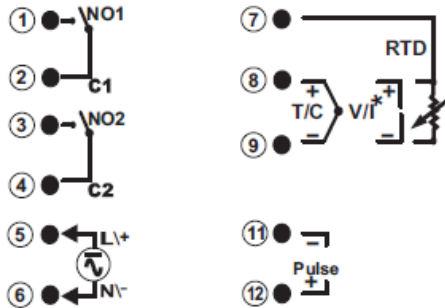 1 NO1
2 C1
3 NO2
4 C2
5 L\+
6 N\-
7
RTD
8 + +
T/C V/I*
9 - -
11 -
Pulse
12 +